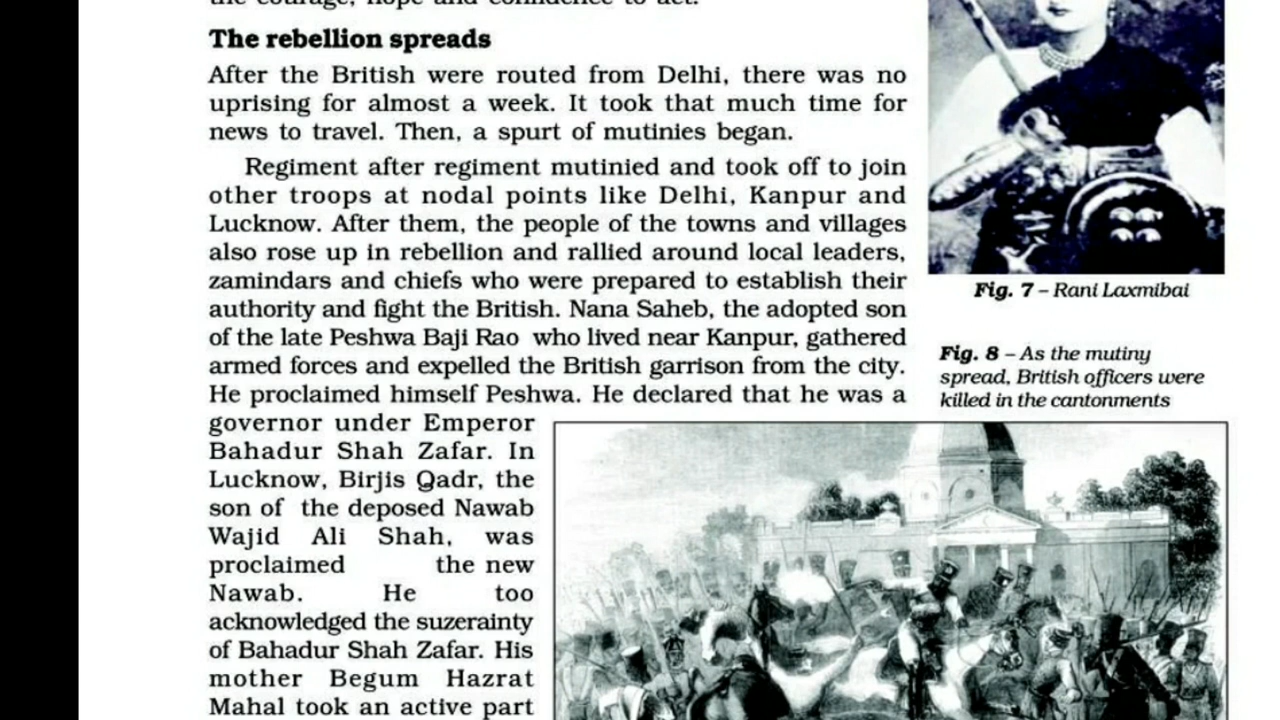 the courage, hope and confidence to act.
The rebellion spreads
After the British were routed from Delhi, there was no
uprising for almost a week. It took that much time for
news to travel. Then, a spurt of mutinies began.
Regiment after regiment mutinied and took off to join
other troops at nodal points like Delhi, Kanpur and
Lucknow. After them, the people of the towns and villages
also rose up in rebellion and rallied around local leaders,
zamindars and chiefs who were prepared to establish their
authority and fight the British. Nana Saheb, the adopted son
of the late Peshwa Baji Rao who lived near Kanpur, gathered
armed forces and expelled the British garrison from the city.
He proclaimed himself Peshwa. He declared that he was a
governor under Emperor
Bahadur Shah Zafar. In
Lucknow, Birjis Qadr, the
son of the deposed Nawab
Wajid Ali Shah, was
proclaimed the new
Nawab. He too
acknowledged the suzerainty
of Bahadur Shah Zafar. His
mother Begum Hazrat
Mahal took an active part
Fig. 7 – Rani Laxmibai
Fig. 8 – As the mutiny
spread, British officers were
killed in the cantonments